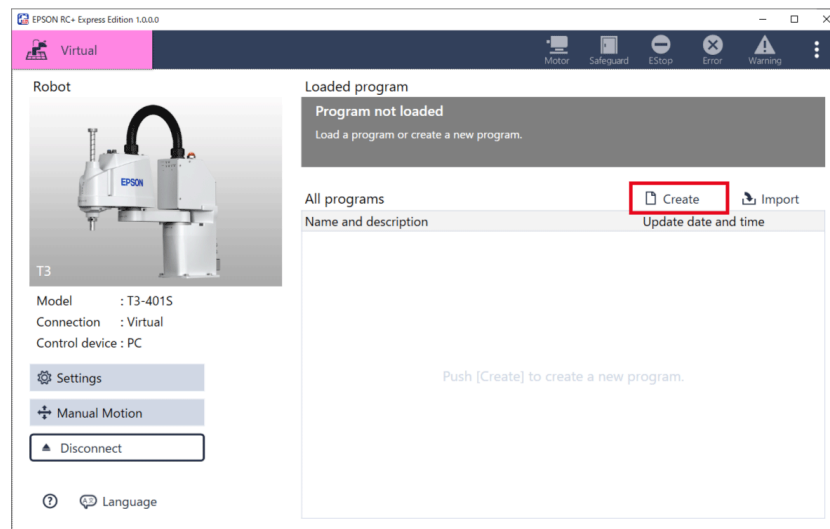 EPSON RC+ Express Edition 1.0.0.0
Virtual
Motor
Safeguard
EStop
Error
Warning
Robot
EPSON
T3
Model : T3-401S
Connection : Virtual
Control device : PC
Settings
Manual Motion
Disconnect
Language
Loaded program
Program not loaded
Load a program or create a new program.
All programs
Create
Import
Name and description
Update date and time
Push [Create] to create a new program.